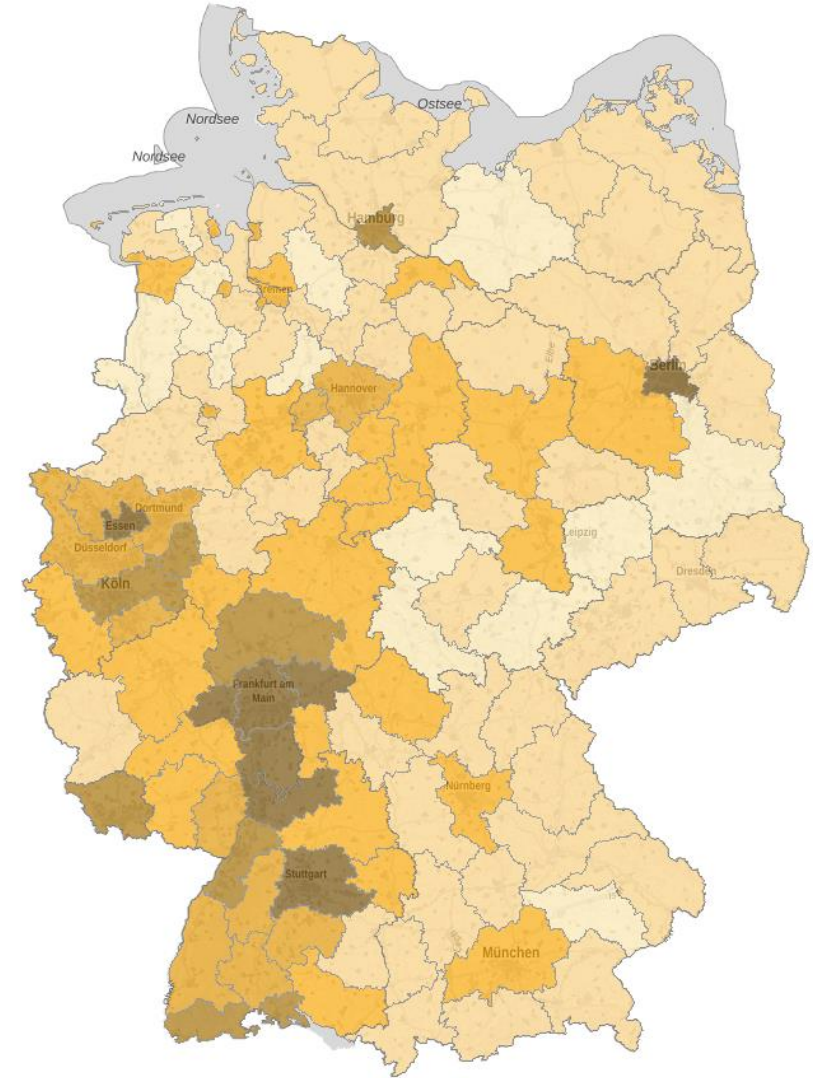 Ostsee
Nordsee
Nordsee
Hamburg
Bremen
Berlin
Elbe
Hannover
Dortmund
Essen
Düsseldorf
Leipzig
Köln
Dresden
Frankfurt am
Main
Nürnberg
Stuttgart
München